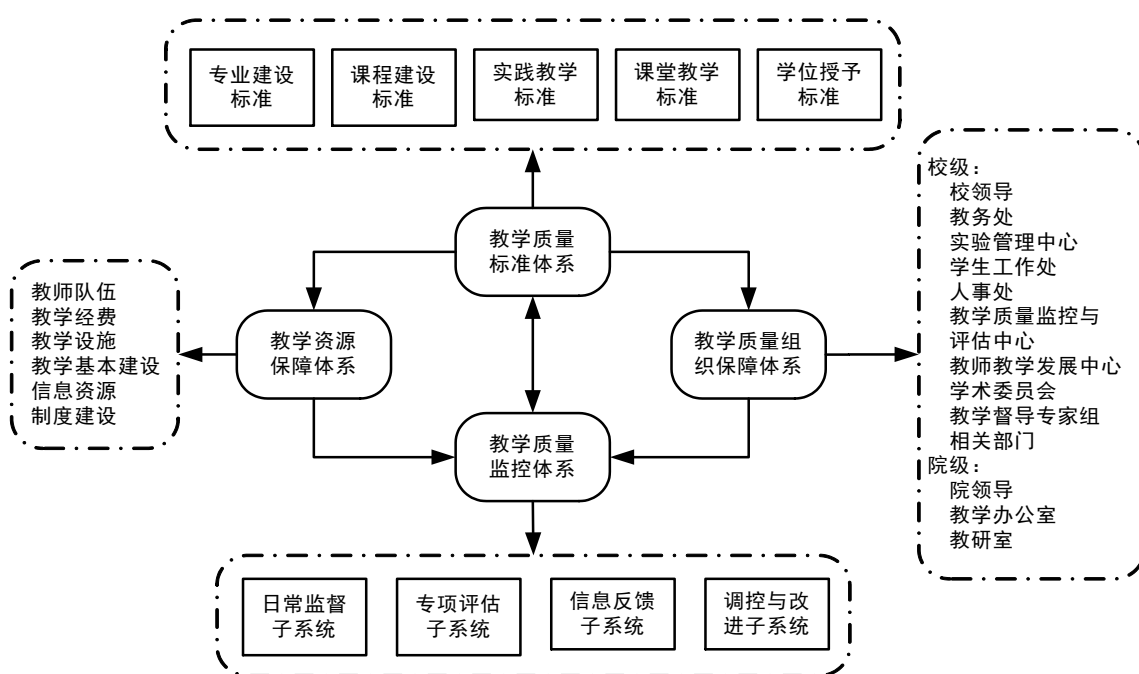 专业建设
标准
课程建设
标准
实践教学
标准
课堂教学
标准
学位授予
标准
教学质量
标准体系
教师队伍
教学经费
教学设施
教学基本建设
信息资源
制度建设
教学资源
保障体系
教学质量组
织保障体系
校级：
校领导
教务处
实验管理中心
学生工作处
人事处
教学质量监控与
评估中心
教师教学发展中心
学术委员会
教学督导专家组
相关部门
院级：
院领导
教学办公室
教研室
教学质量
监控体系
日常监督
子系统
专项评估
子系统
信息反馈
子系统
调控与改
进子系统